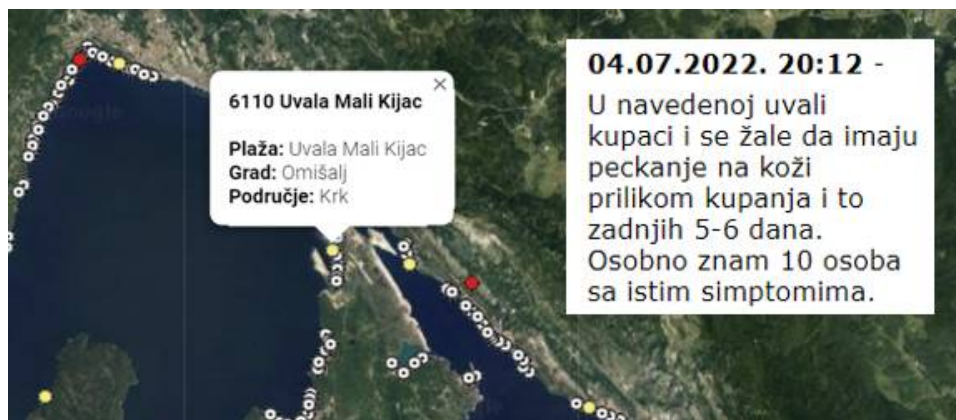 6110 Uvala Mali Kijac
Plaža: Uvala Mali Kijac
Grad: Omišalj
Područje: Krk
04.07.2022. 20:12 -
U navedenoj uvali
kupaci i se žale da imaju
peckanje na koži
prilikom kupanja i to
zadnjih 5-6 dana.
Osobno znam 10 osoba
sa istim simptomima.